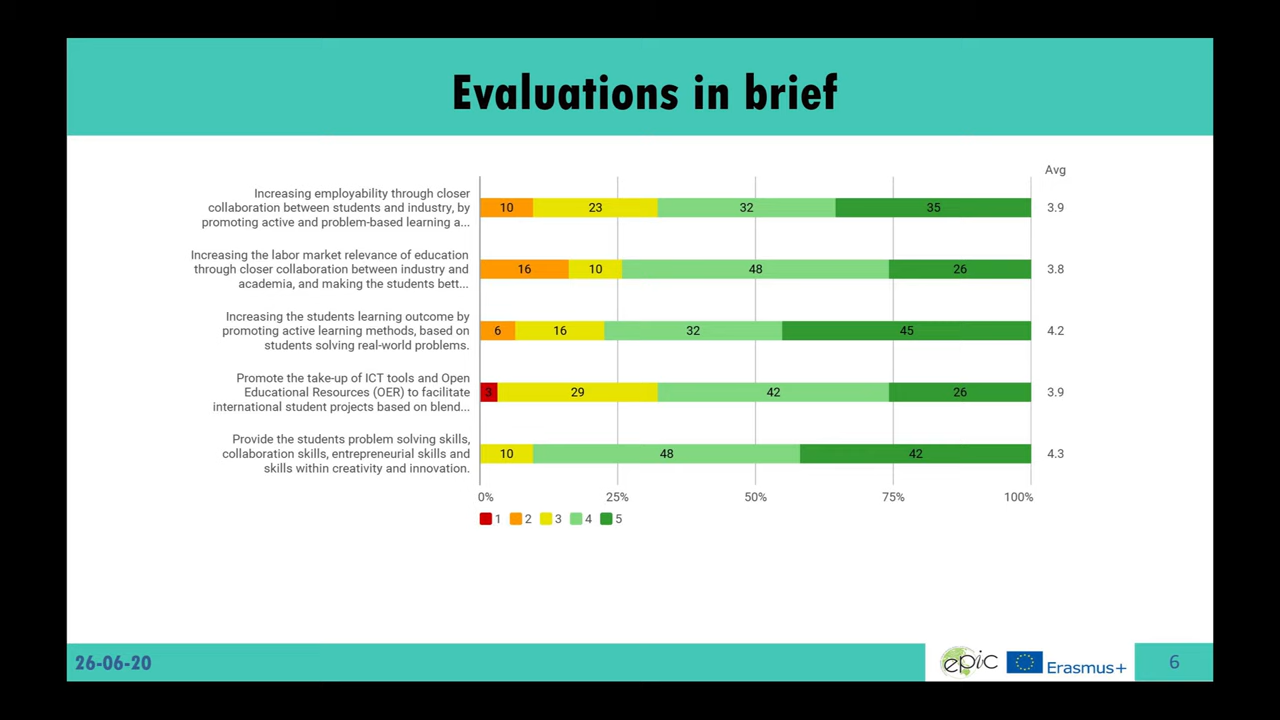 Evaluations in brief
Avg
Increasing employability through closer
collaboration between students and industry, by
promoting active and problem-based learning a...
10 23 32 35 3.9
Increasing the labor market relevance of education
through closer collaboration between industry and
academia, and making the students bett...
16 10 48 26 3.8
Increasing the students learning outcome by
promoting active learning methods, based on
students solving real-world problems.
6 16 32 45 4.2
Promote the take-up of ICT tools and Open
Educational Resources (OER) to facilitate
international student projects based on blend...
3 29 42 26 3.9
Provide the students problem solving skills,
collaboration skills, entrepreneurial skills and
skills within creativity and innovation.
10 48 42 4.3
0% 25% 50% 75% 100%
1 2 3 4 5
26-06-20
epic
Erasmus+
6